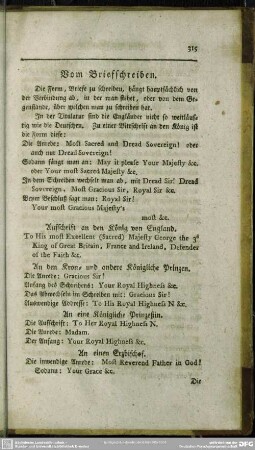 315
Vom Briefschreiben.
Die Form, Briefe zu schreiben, hängt hauptsächlich von
der Verbindung ab, in der man stehet, oder von dem Ge-
genstande, über welchen man zu schreiben hat.
In der Titulatur sind die Engländer nicht so weitläuf-
tig wie die Deutschen. Zu einer Bittschrift an den König ist
die Form diese:
Die Anrede: Most Sacred and Dread Sovereign! oder
auch nur Dread Sovereign!
Sodann fängt man an: May it please Your Majesty &c.
oder Your most Sacred Majesty &c.
In dem Schreiben wechselt man ab, mit Dread Sir! Dread
Sovereign, Most Gracious Sir, Royal Sir &c.
Beym Beschluß sagt man: Royal Sir!
Your most Gracious Majesty's
most &c.
Aufschrift an den König von England.
To His most Excellent (Sacred) Majesty George the 3d
King of Great Britain, France and Ireland, Defender
of the Faith &c.
An den Kron- und andere Königliche Prinzen.
Die Anrede: Gracious Sir!
Anfang des Schreibens: Your Royal Highness &c.
Das Abwechseln im Schreiben mit: Gracious Sir!
Auswendige Addresse: To His Royal Highness N &c.
An eine Königliche Prinzessin.
Die Aufschrift: To Her Royal Highness N.
Die Anrede: Madam.
Der Anfang: Your Royal Highness &c.
An einen Erzbischof.
Die inwendige Anrede: Most Reverend Father in God!
Sodann: Your Grace &c.
Die